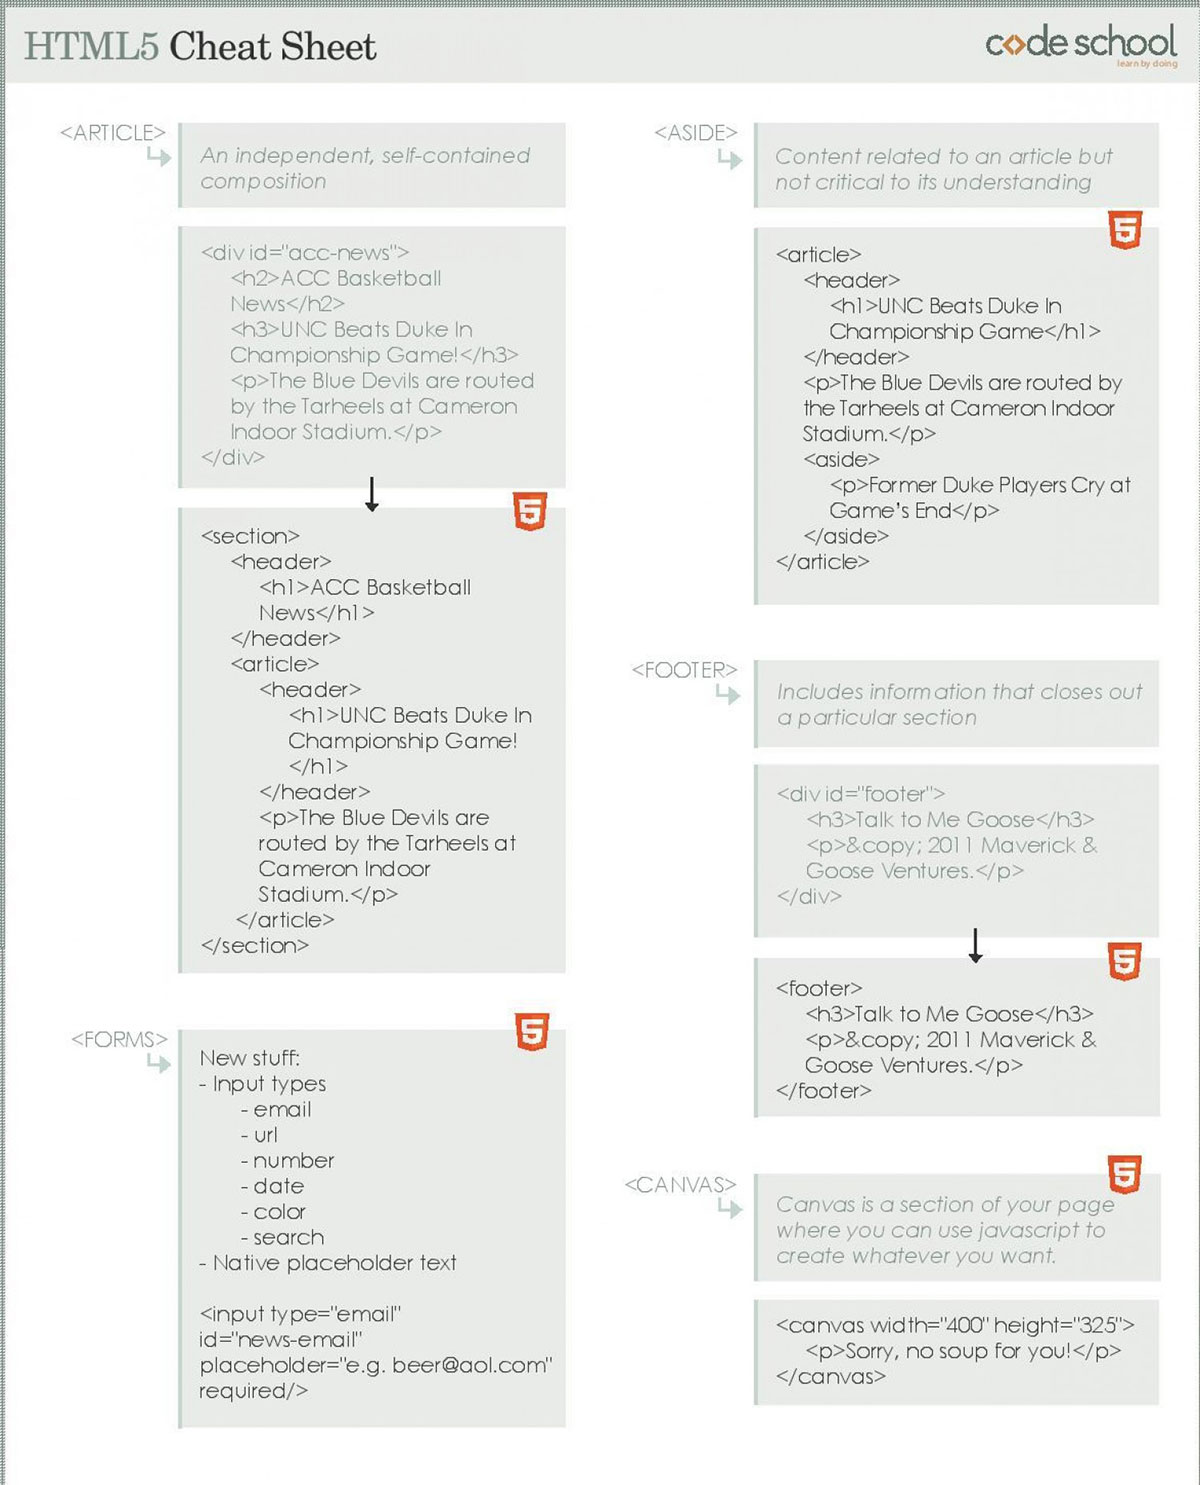 HTML5 Cheat Sheet
code school
learn by doing
<ARTICLE>
An independent, self-contained
composition
<div id="acc-news">
<h2>ACC Basketball
News</h2>
<h3>UNC Beats Duke In
Championship Game!</h3>
<p>The Blue Devils are routed
by the Tarheels at Cameron
Indoor Stadium.</p>
</div>
5
<section>
<header>
<h1>ACC Basketball
News</h1>
</header>
<article>
<header>
<h1>UNC Beats Duke In
Championship Game!
</h1>
</header>
<p>The Blue Devils are
routed by the Tarheels at
Cameron Indoor
Stadium.</p>
</article>
</section>
<FORMS>
5
New stuff:
- Input types
- email
- url
- number
- date
- color
- search
- Native placeholder text
<input type="email"
id="news-email"
placeholder="e.g. beer@aol.com"
required/>
<ASIDE>
Content related to an article but
not critical to its understanding
5
<article>
<header>
<h1>UNC Beats Duke In
Championship Game</h1>
</header>
<p>The Blue Devils are routed by
the Tarheels at Cameron Indoor
Stadium.</p>
<aside>
<p>Former Duke Players Cry at
Game's End</p>
</aside>
</article>
<FOOTER>
Includes information that closes out
a particular section
<div id="footer">
<h3>Talk to Me Goose</h3>
<p>&copy; 2011 Maverick &
Goose Ventures.</p>
</div>
5
<footer>
<h3>Talk to Me Goose</h3>
<p>&copy; 2011 Maverick &
Goose Ventures.</p>
</footer>
<CANVAS>
5
Canvas is a section of your page
where you can use javascript to
create whatever you want.
<canvas width="400" height="325">
<p>Sorry, no soup for you!</p>
</canvas>